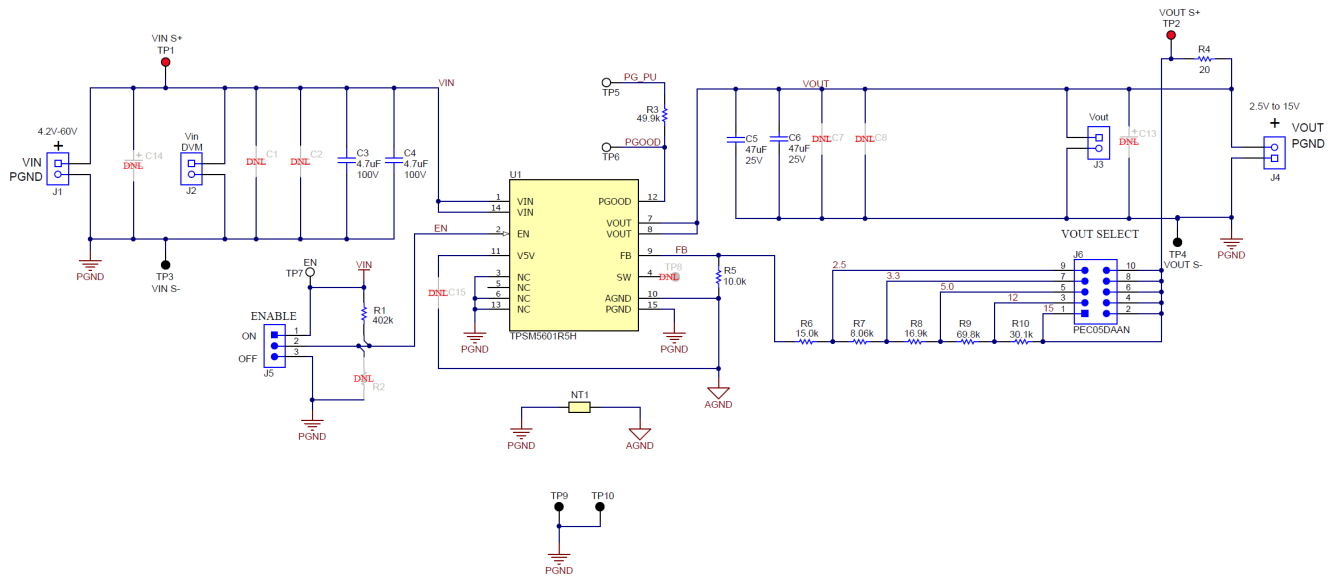 VIN S+
TP1
VIN
4.2V-60V
+
VIN
PGND
J1
+
C14
DNL
Vin
DVM
J2
C1
DNL
C2
DNL
C3
4.7uF
100V
C4
4.7uF
100V
PGND
TP3
VIN S-
PG_PU
TP5
R3
49.9k
PGOOD
TP6
VOUT
C5
47uF
25V
C6
47uF
25V
DNL
C7
DNL
C8
Vout
J3
+
C13
DNL
VOUT S+
TP2
R4
20
2.5V to 15V
+
VOUT
PGND
J4
PGND
TP4
VOUT S-
U1
1
VIN
14
VIN
EN
2
EN
11
V5V
3
NC
5
NC
6
NC
13
NC
PGOOD
12
VOUT
7
VOUT
8
FB
9
FB
SW
4
TP8
DNL
AGND
10
PGND
15
TPSM5601R5H
PGND
PGND
R5
10.0k
AGND
DNL
C15
EN
TP7
VIN
R1
402k
ENABLE
ON
OFF
1
2
3
J5
DNL
R2
PGND
VOUT SELECT
J6
2.5
3.3
5.0
12
15
9
7
5
3
1
10
8
6
4
2
PEC05DAAN
R6
15.0k
R7
8.06k
R8
16.9k
R9
69.8k
R10
30.1k
NT1
PGND
AGND
TP9
TP10
PGND